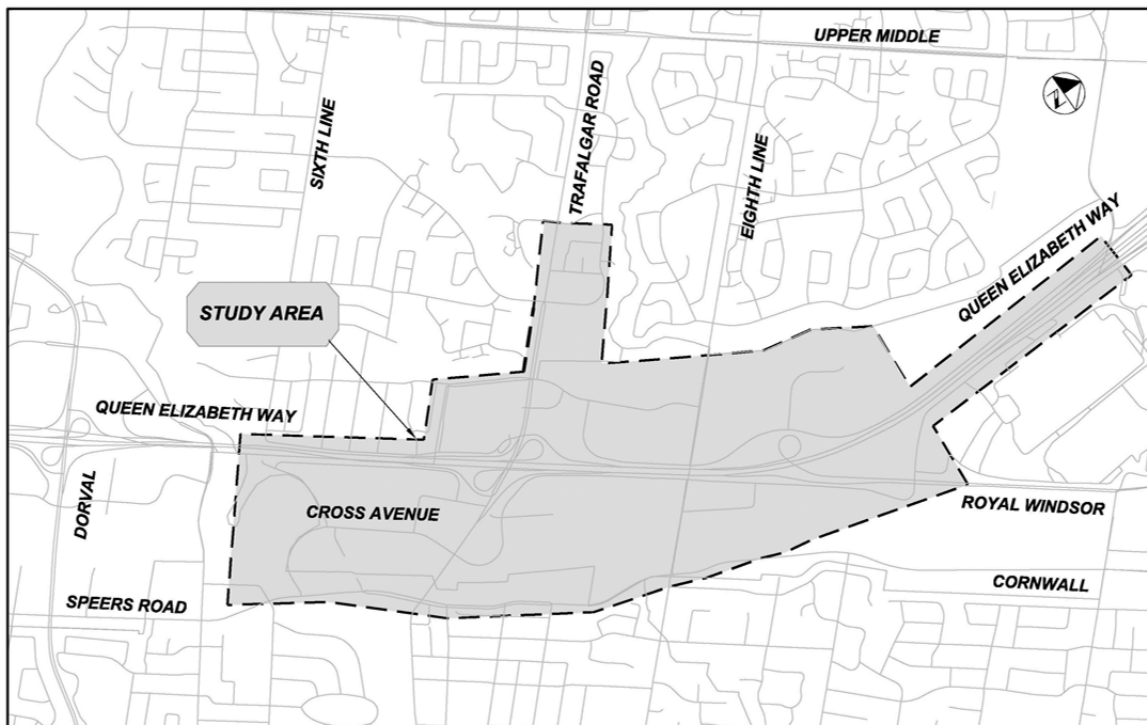 UPPER MIDDLE
N
TRAFALGAR ROAD
SIXTH LINE
EIGHTH LINE
QUEEN ELIZABETH WAY
STUDY AREA
QUEEN ELIZABETH WAY
DORVAL
CROSS AVENUE
ROYAL WINDSOR
CORNWALL
SPEERS ROAD